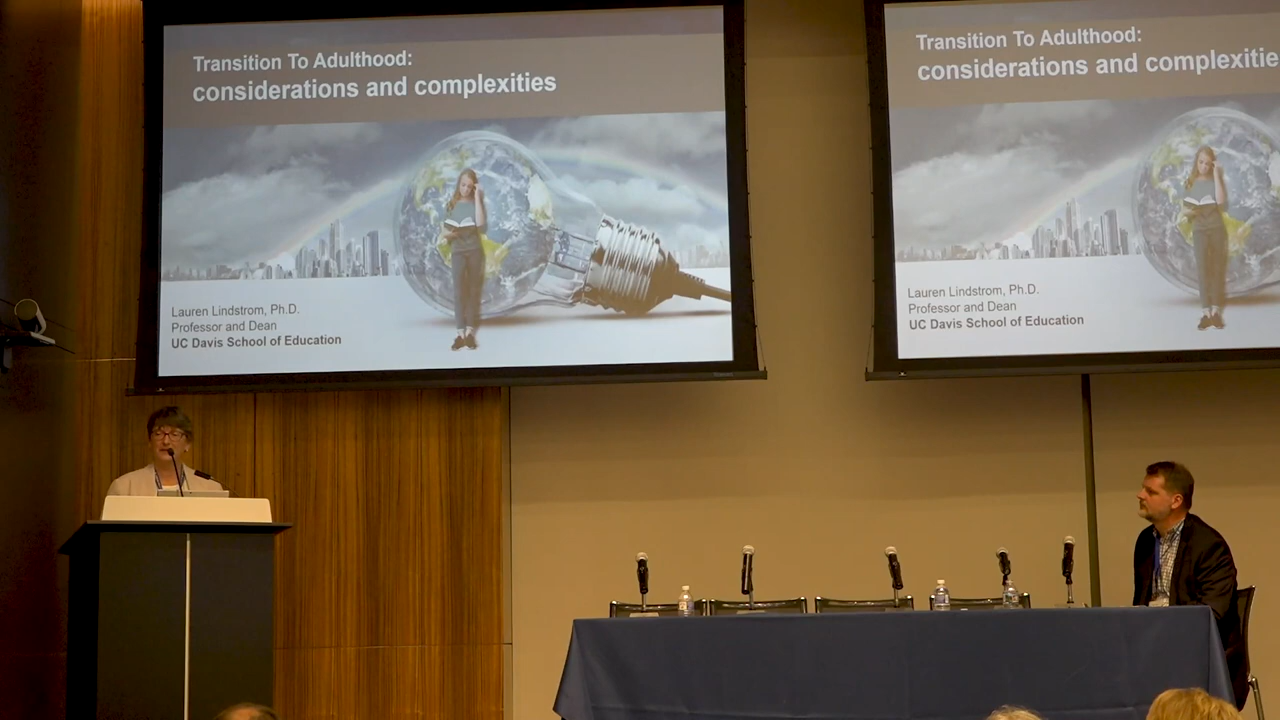 Transition To Adulthood:
considerations and complexities
Lauren Lindstrom, Ph.D.
Professor and Dean
UC Davis School of Education
Transition To Adulthood:
considerations and complexitie
Lauren Lindstrom, Ph.D.
Professor and Dean
UC Davis School of Education